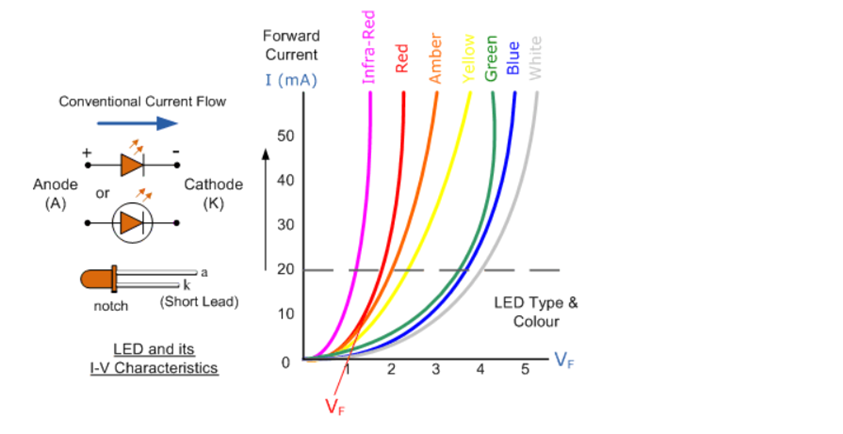 Conventional Current Flow
+
-
Anode
(A)
or
Cathode
(K)
a
k
notch
(Short Lead)
LED and its
I-V Characteristics
Forward
Current
I (mA)
Infra-Red
Red
Amber
Yellow
Green
Blue
White
50
40
30
20
10
0
LED Type &
Colour
1
2
3
4
5
VF
VF